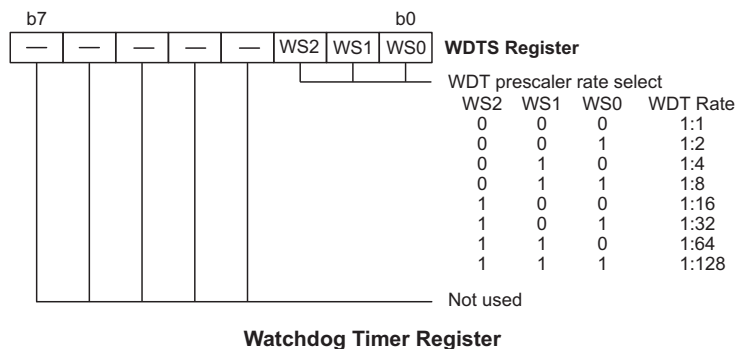 b7 b0
— — — — — WS2 WS1 WS0 WDTS Register
WDT prescaler rate select
WS2 WS1 WS0 WDT Rate
0 0 0 1:1
0 0 1 1:2
0 1 0 1:4
0 1 1 1:8
1 0 0 1:16
1 0 1 1:32
1 1 0 1:64
1 1 1 1:128
Not used
Watchdog Timer Register